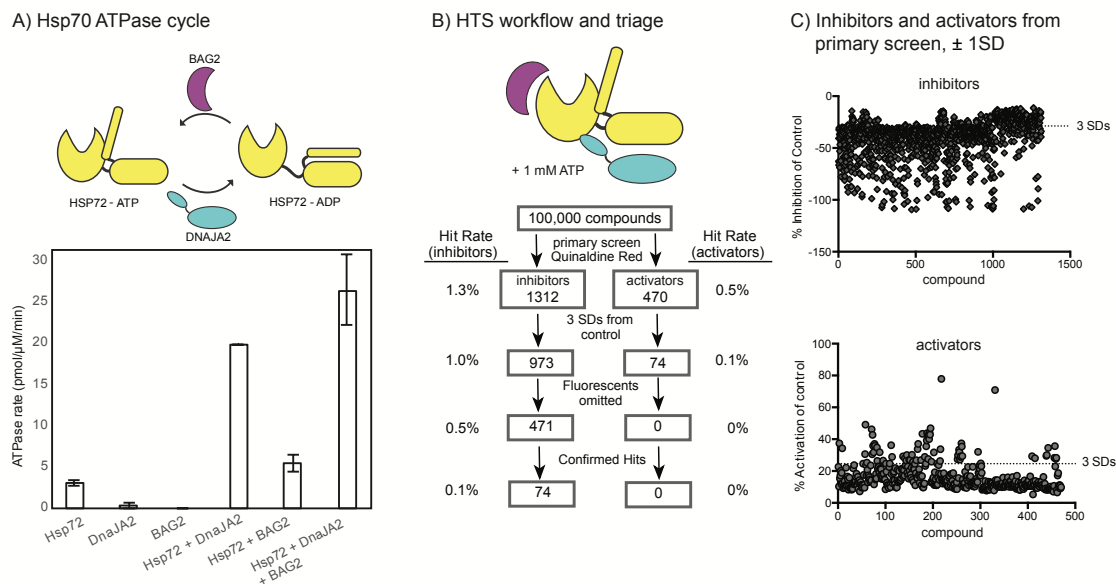 A) Hsp70 ATPase cycle
BAG2
HSP72 - ATP
HSP72 - ADP
DNAJA2
ATPase rate (pmol/µM/min)
30
25
20
15
10
5
0
Hsp72
DnaJA2
BAG2
Hsp72 + DnaJA2
Hsp72 + BAG2
Hsp72 + DnaJA2
+ BAG2
B) HTS workflow and triage
+ 1 mM ATP
100,000 compounds
Hit Rate
(inhibitors)
primary screen
Quinaldine Red
Hit Rate
(activators)
1.3%
inhibitors
1312
activators
470
0.5%
3 SDs from
control
1.0%
973
74
0.1%
Fluorescents
omitted
0.5%
471
0
0%
Confirmed Hits
0.1%
74
0
0%
C) Inhibitors and activators from
primary screen, ± 1SD
inhibitors
% Inhibition of Control
0
-50
-100
-150
3 SDs
0
500
1000
1500
compound
activators
% Activation of control
100
80
60
40
20
0
3 SDs
0
100
200
300
400
500
compound